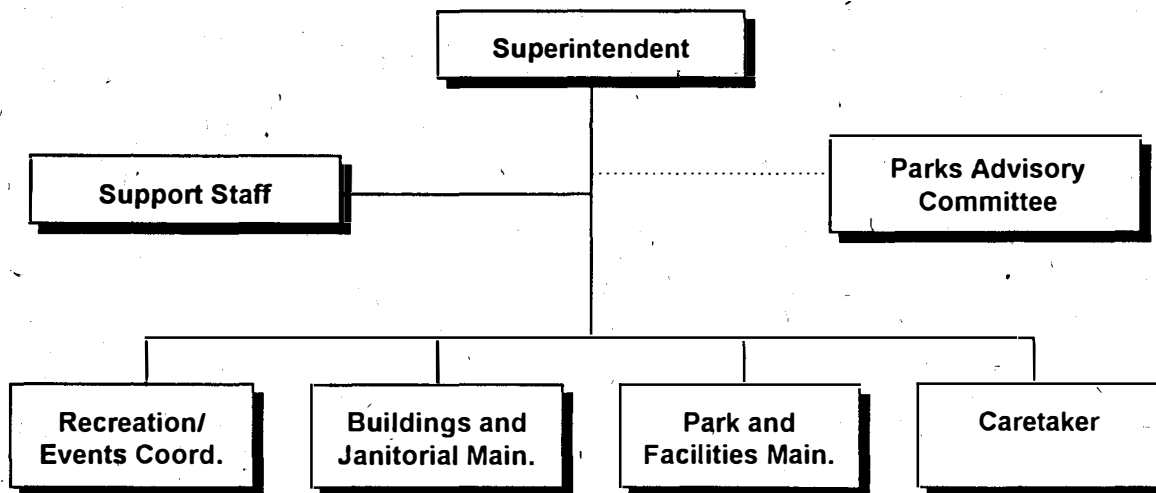 Superintendent
Support Staff
Parks Advisory
Committee
Recreation/
Events Coord.
Buildings and
Janitorial Main.
Park and
Facilities Main.
Caretaker